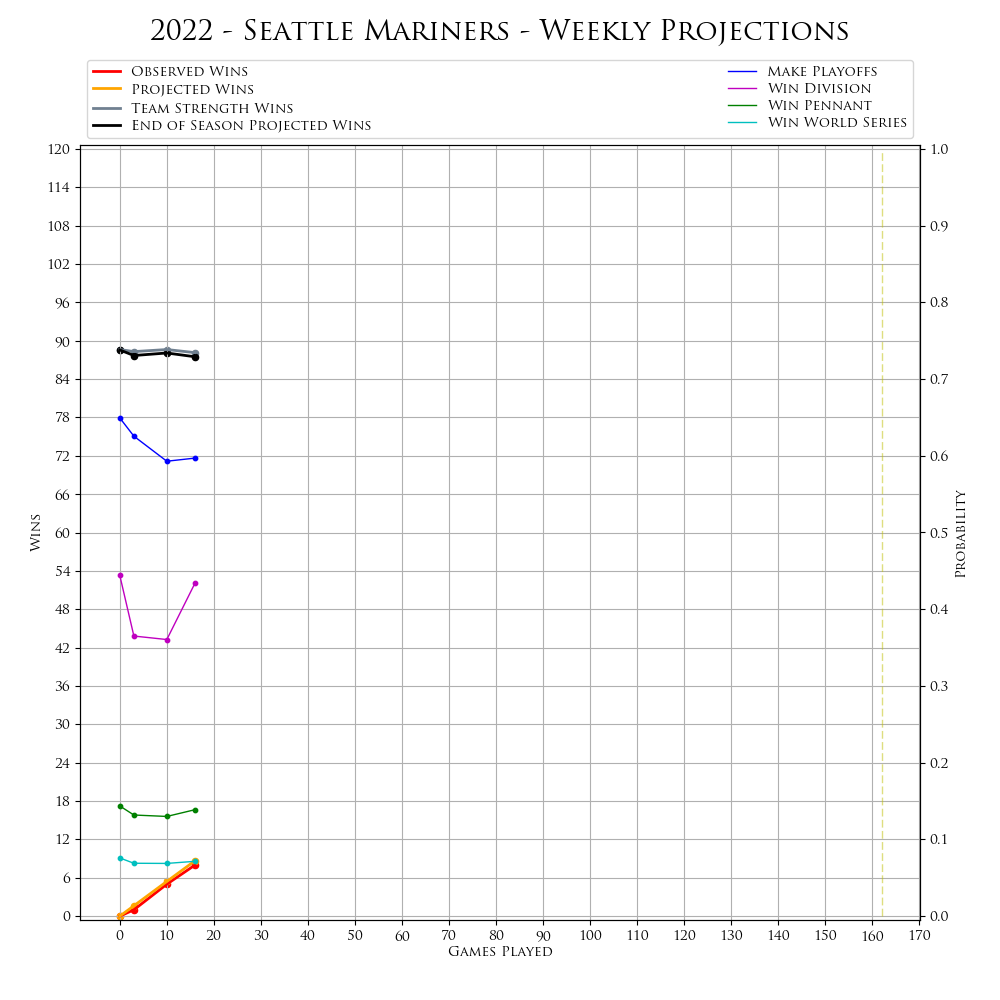 2022 - Seattle Mariners - Weekly Projections
Observed Wins
Projected Wins
Team Strength Wins
End of Season Projected Wins
Make Playoffs
Win Division
Win Pennant
Win World Series
120
114
108
102
96
90
84
78
72
66
60
54
48
42
36
30
24
18
12
6
0
Wins
1.0
0.9
0.8
0.7
0.6
0.5
0.4
0.3
0.2
0.1
0.0
Probability
0 10 20 30 40 50 60 70 80 90 100 110 120 130 140 150 160 170
Games Played